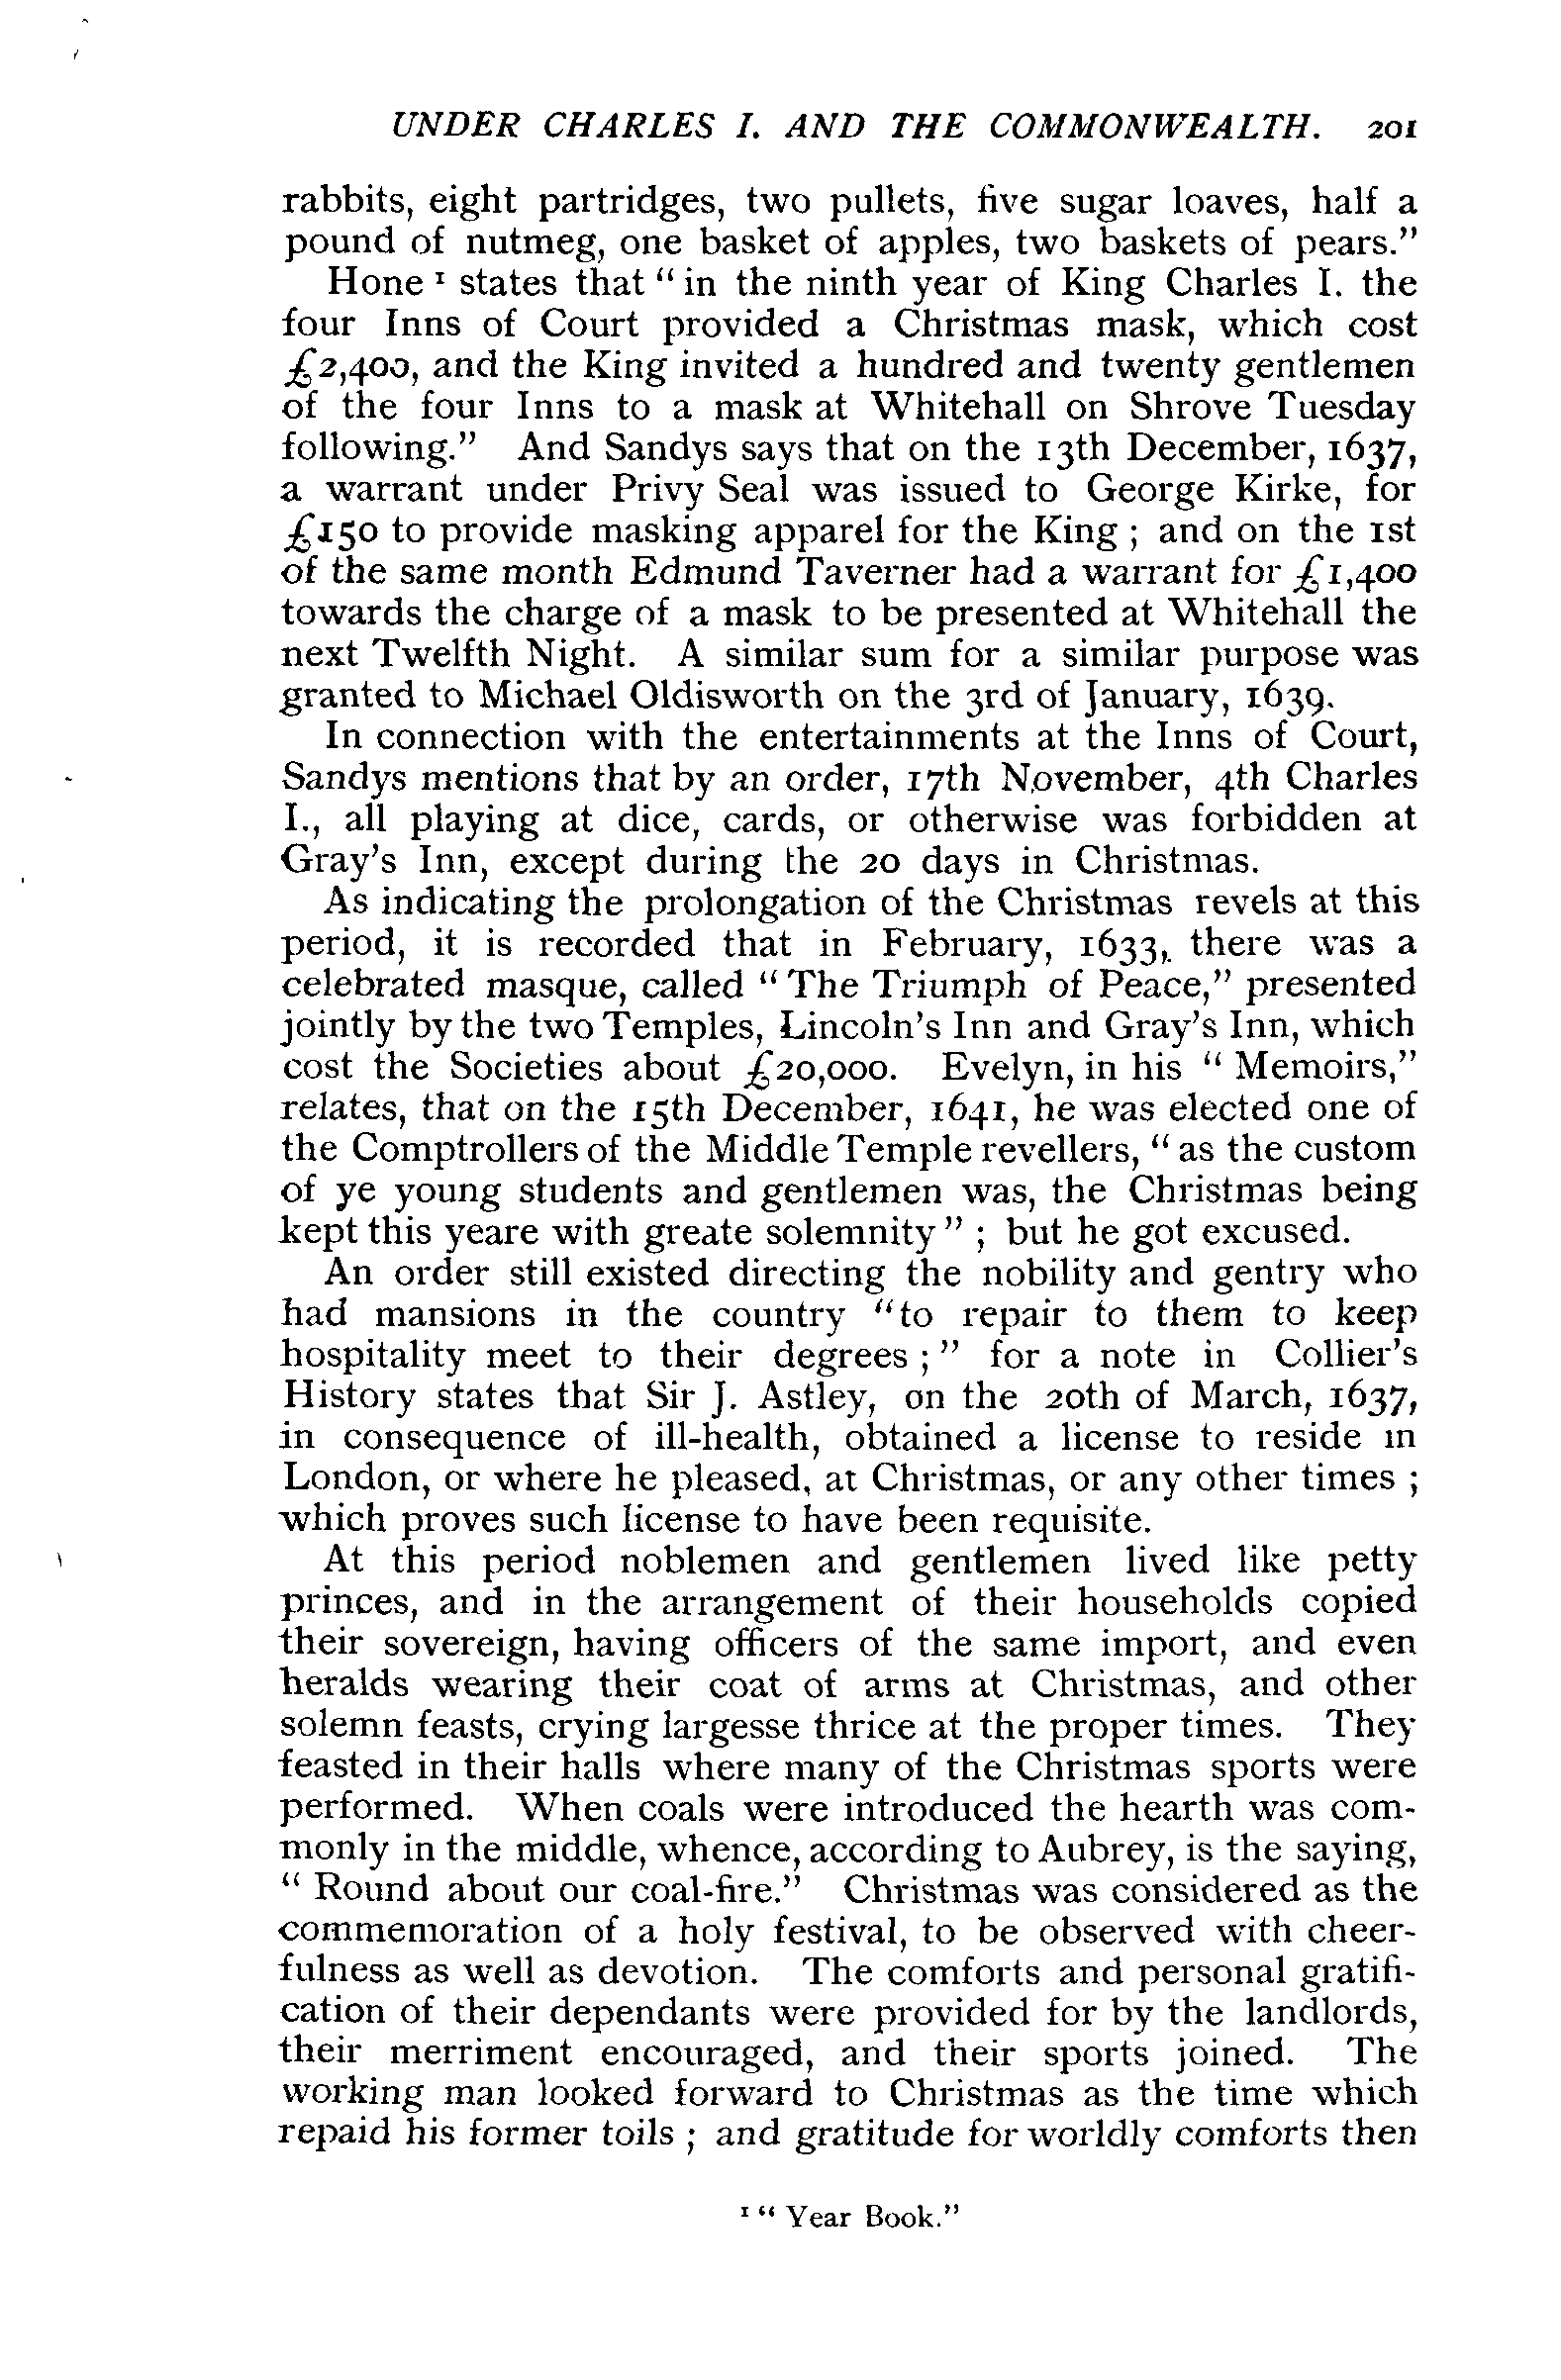 UNDER CHARLES I. AND THE COMMONWEALTH. 201
rabbits, eight partridges, two pullets, five sugar loaves, half a
pound of nutmeg, one basket of apples, two baskets of pears.”
Hone ¹ states that “ in the ninth year of King Charles I. the
four Inns of Court provided a Christmas mask, which cost
£2,400, and the King invited a hundred and twenty gentlemen
of the four Inns to a mask at Whitehall on Shrove Tuesday
following.” And Sandys says that on the 13th December, 1637,
a warrant under Privy Seal was issued to George Kirke, for
£150 to provide masking apparel for the King ; and on the 1st
of the same month Edmund Taverner had a warrant for £1,400
towards the charge of a mask to be presented at Whitehall the
next Twelfth Night. A similar sum for a similar purpose was
granted to Michael Oldisworth on the 3rd of January, 1639.
In connection with the entertainments at the Inns of Court,
Sandys mentions that by an order, 17th November, 4th Charles
I., all playing at dice, cards, or otherwise was forbidden at
Gray’s Inn, except during the 20 days in Christmas.
As indicating the prolongation of the Christmas revels at this
period, it is recorded that in February, 1633, there was a
celebrated masque, called “ The Triumph of Peace,” presented
jointly by the two Temples, Lincoln’s Inn and Gray’s Inn, which
cost the Societies about £20,000. Evelyn, in his “ Memoirs,”
relates, that on the 15th December, 1641, he was elected one of
the Comptrollers of the Middle Temple revellers, “ as the custom
of ye young students and gentlemen was, the Christmas being
kept this yeare with greate solemnity ” ; but he got excused.
An order still existed directing the nobility and gentry who
had mansions in the country “to repair to them to keep
hospitality meet to their degrees ; ” for a note in Collier’s
History states that Sir J. Astley, on the 20th of March, 1637,
in consequence of ill-health, obtained a license to reside in
London, or where he pleased, at Christmas, or any other times ;
which proves such license to have been requisite.
At this period noblemen and gentlemen lived like petty
princes, and in the arrangement of their households copied
their sovereign, having officers of the same import, and even
heralds wearing their coat of arms at Christmas, and other
solemn feasts, crying largesse thrice at the proper times. They
feasted in their halls where many of the Christmas sports were
performed. When coals were introduced the hearth was com-
monly in the middle, whence, according to Aubrey, is the saying,
“ Round about our coal-fire.” Christmas was considered as the
commemoration of a holy festival, to be observed with cheer-
fulness as well as devotion. The comforts and personal gratifi-
cation of their dependants were provided for by the landlords,
their merriment encouraged, and their sports joined. The
working man looked forward to Christmas as the time which
repaid his former toils ; and gratitude for worldly comforts then
¹ “ Year Book.”